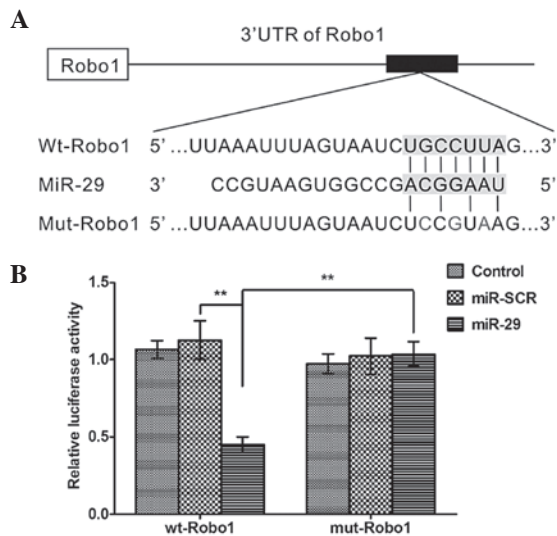 A
3'UTR of Robo1
Robo1
Wt-Robo1 5' ...UUAAAUUUAGUAAUCUGCCUUAG...3'
MiR-29 3' CCGUAAGUGGCCGACGGAAU 5'
Mut-Robo1 5' ...UUAAAUUUAGUAAUCUCCGUAAG...3'
B
Relative luciferase activity
1.5
1.0
0.5
0.0
**
**
Control
miR-SCR
miR-29
wt-Robo1
mut-Robo1